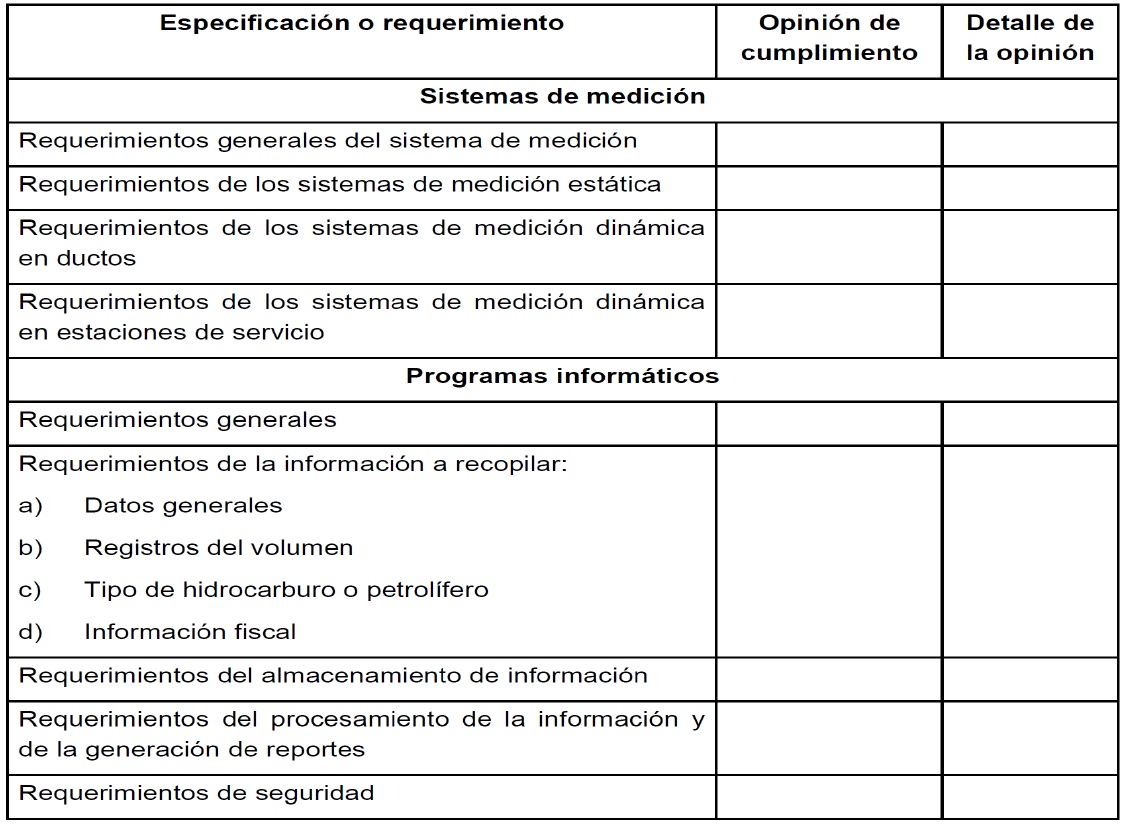 Especificación o requerimiento
Opinión de
cumplimiento
Detalle de
la opinión
Sistemas de medición
Requerimientos generales del sistema de medición
Requerimientos de los sistemas de medición estática
Requerimientos de los sistemas de medición dinámica
en ductos
Requerimientos de los sistemas de medición dinámica
en estaciones de servicio
Programas informáticos
Requerimientos generales
Requerimientos de la información a recopilar:
a) Datos generales
b) Registros del volumen
c) Tipo de hidrocarburo o petrolífero
d) Información fiscal
Requerimientos del almacenamiento de información
Requerimientos del procesamiento de la información y
de la generación de reportes
Requerimientos de seguridad